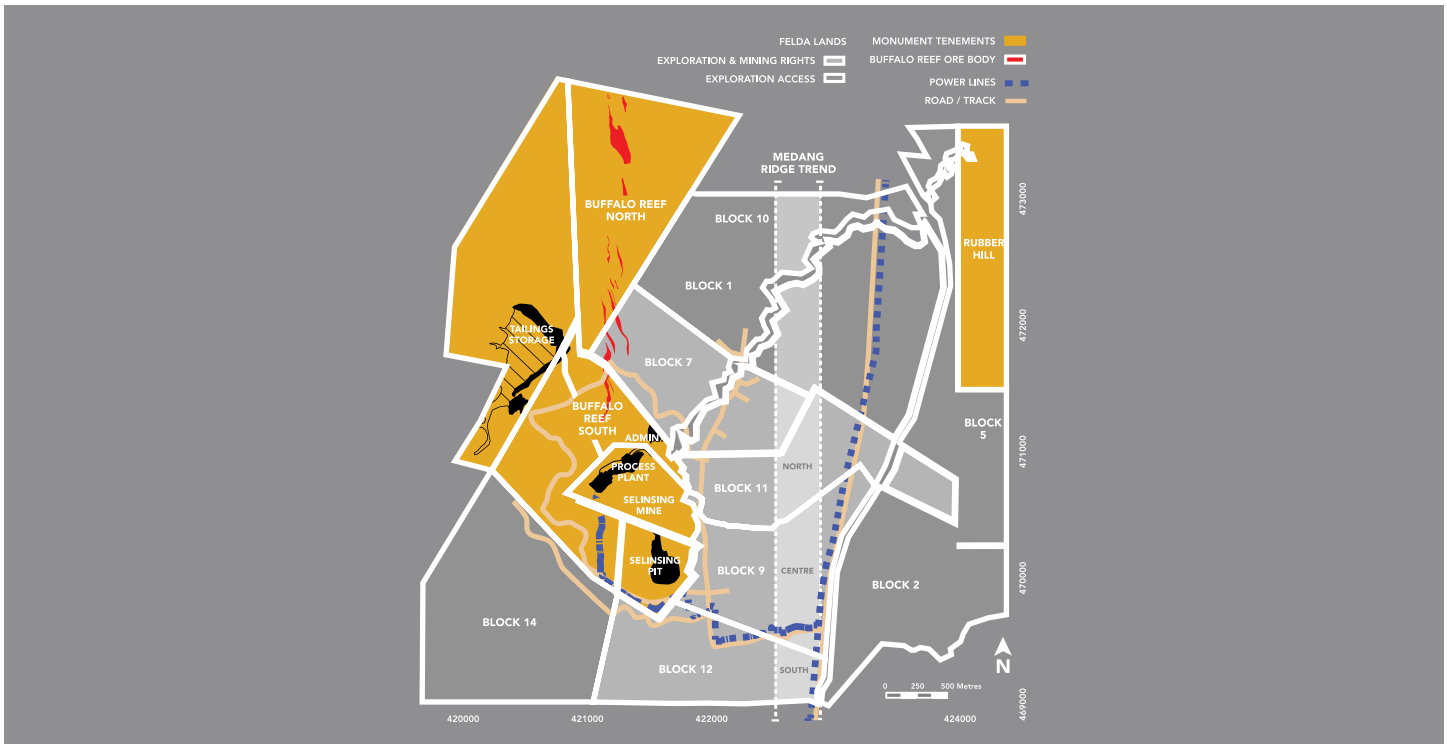 FELDA LANDS
EXPLORATION & MINING RIGHTS
EXPLORATION ACCESS
MONUMENT TENEMENTS
BUFFALO REEF ORE BODY
POWER LINES
ROAD / TRACK
MEDANG
RIDGE TREND
BUFFALO REEF
NORTH
BLOCK 10
RUBBER
HILL
BLOCK 1
TAILINGS
STORAGE
BLOCK 7
BUFFALO
REEF
SOUTH
ADMIN
BLOCK
5
PROCESS
PLANT
NORTH
BLOCK 11
SELINSING
MINE
SELINSING
PIT
BLOCK 9
CENTRE
BLOCK 2
BLOCK 14
BLOCK 12
SOUTH
N
0 250 500 Metres
473000
472000
471000
470000
469000
420000
421000
422000
424000